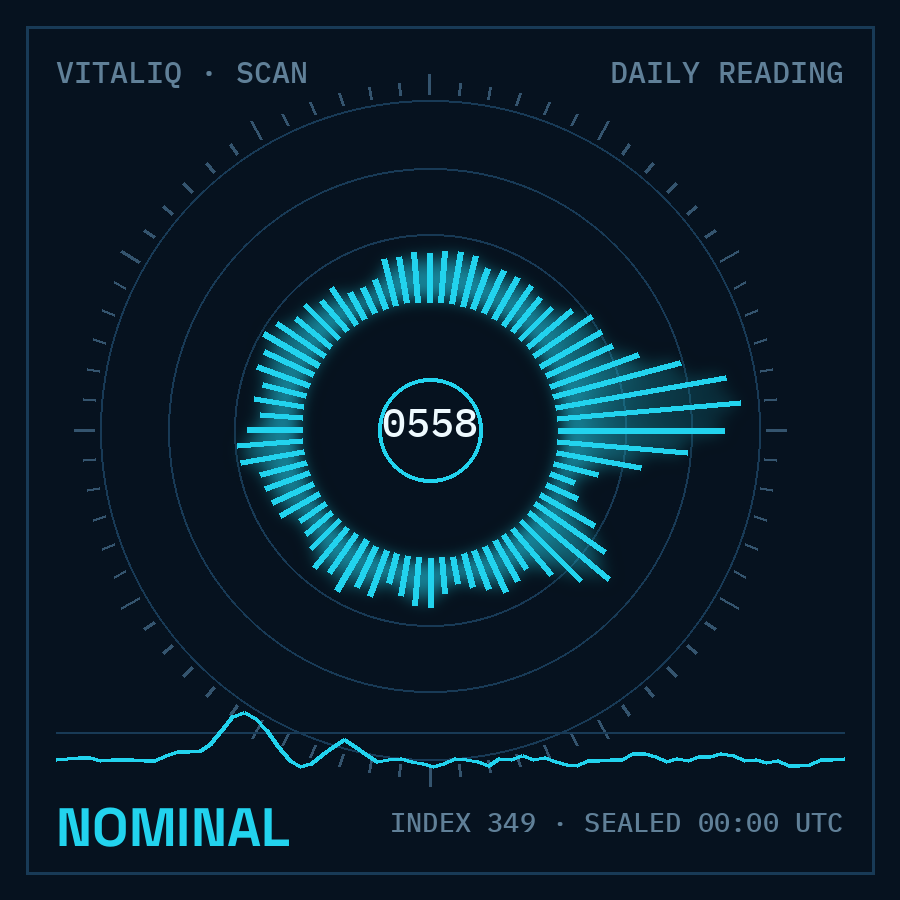 VITALIQ · SCAN
DAILY READING
0558
NOMINAL
INDEX 349 · SEALED 00:00 UTC